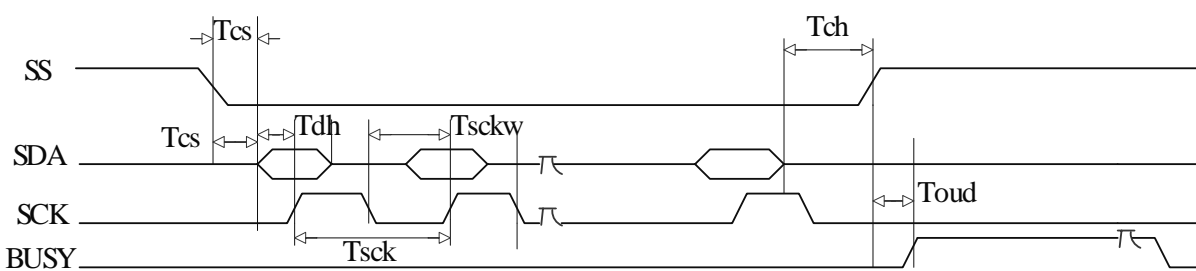 Tcs
Tch
SS
Tcs
Tdh
Tsckw
SDA
SCK
Toud
Tsck
BUSY